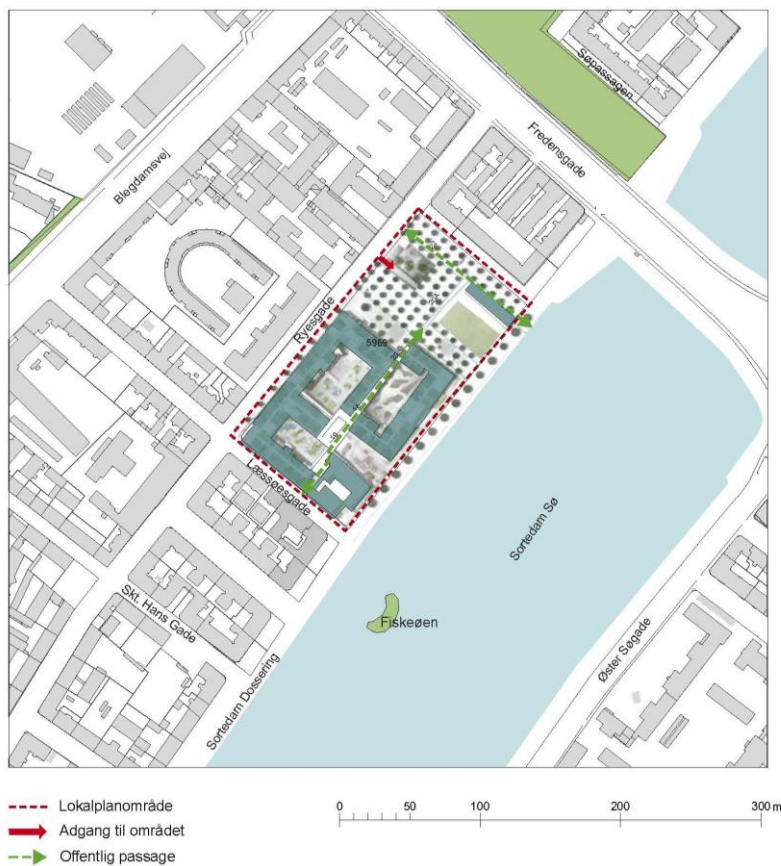 Søpassagen
Fredensgade
Blegdamsvej
Ryesgade
5969
Læssøesgade
Sortedam Sø
Skt. Hans Gade
Fiskeøen
Øster Søgade
Sortedam Dossering
Lokalplanområde
Adgang til området
Offentlig passage
0 50 100 200 300 m